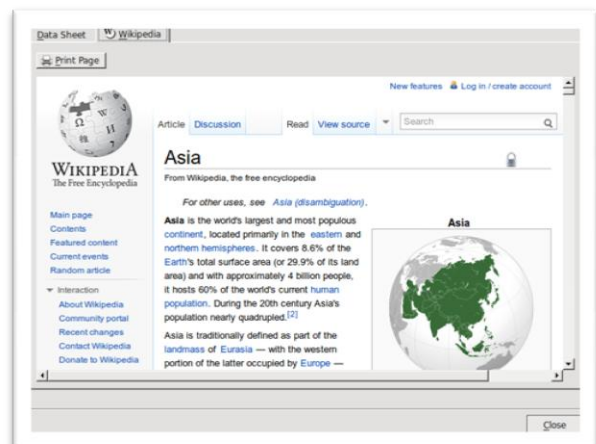 Data Sheet
Wikipedia
Print Page
New features Log in / create account
Article Discussion Read View source Search
WIKIPEDIA
The Free Encyclopedia
Main page
Contents
Featured content
Current events
Random article
Interaction
About Wikipedia
Community portal
Recent changes
Contact Wikipedia
Donate to Wikipedia
Asia
From Wikipedia, the free encyclopedia
For other uses, see Asia (disambiguation).
Asia is the world's largest and most populous
continent, located primarily in the eastern and
northern hemispheres. It covers 8.6% of the
Earth's total surface area (or 29.9% of its land
area) and with approximately 4 billion people,
it hosts 60% of the world's current human
population. During the 20th century Asia's
population nearly quadrupled.[2]
Asia is traditionally defined as part of the
landmass of Eurasia — with the western
portion of the latter occupied by Europe —
Asia
Close